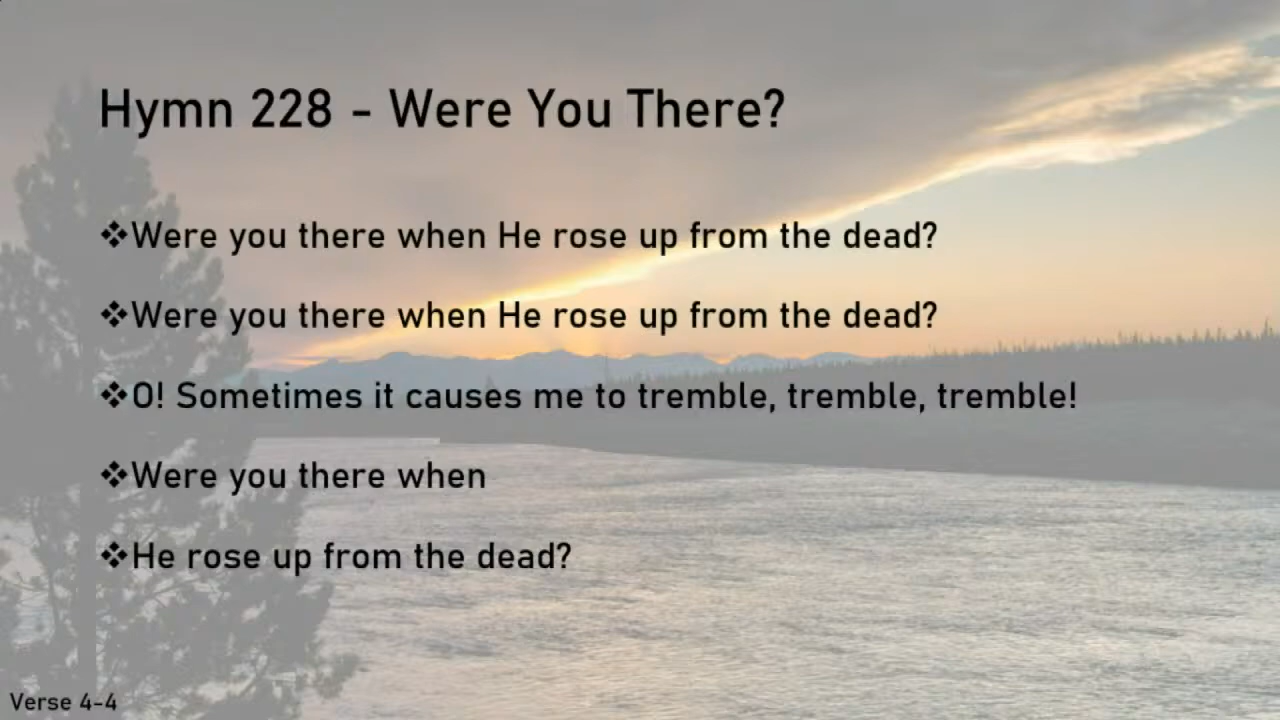 Hymn 228 - Were You There?
❖Were you there when He rose up from the dead?
❖Were you there when He rose up from the dead?
❖O! Sometimes it causes me to tremble, tremble, tremble!
❖Were you there when
❖He rose up from the dead?
Verse 4-4